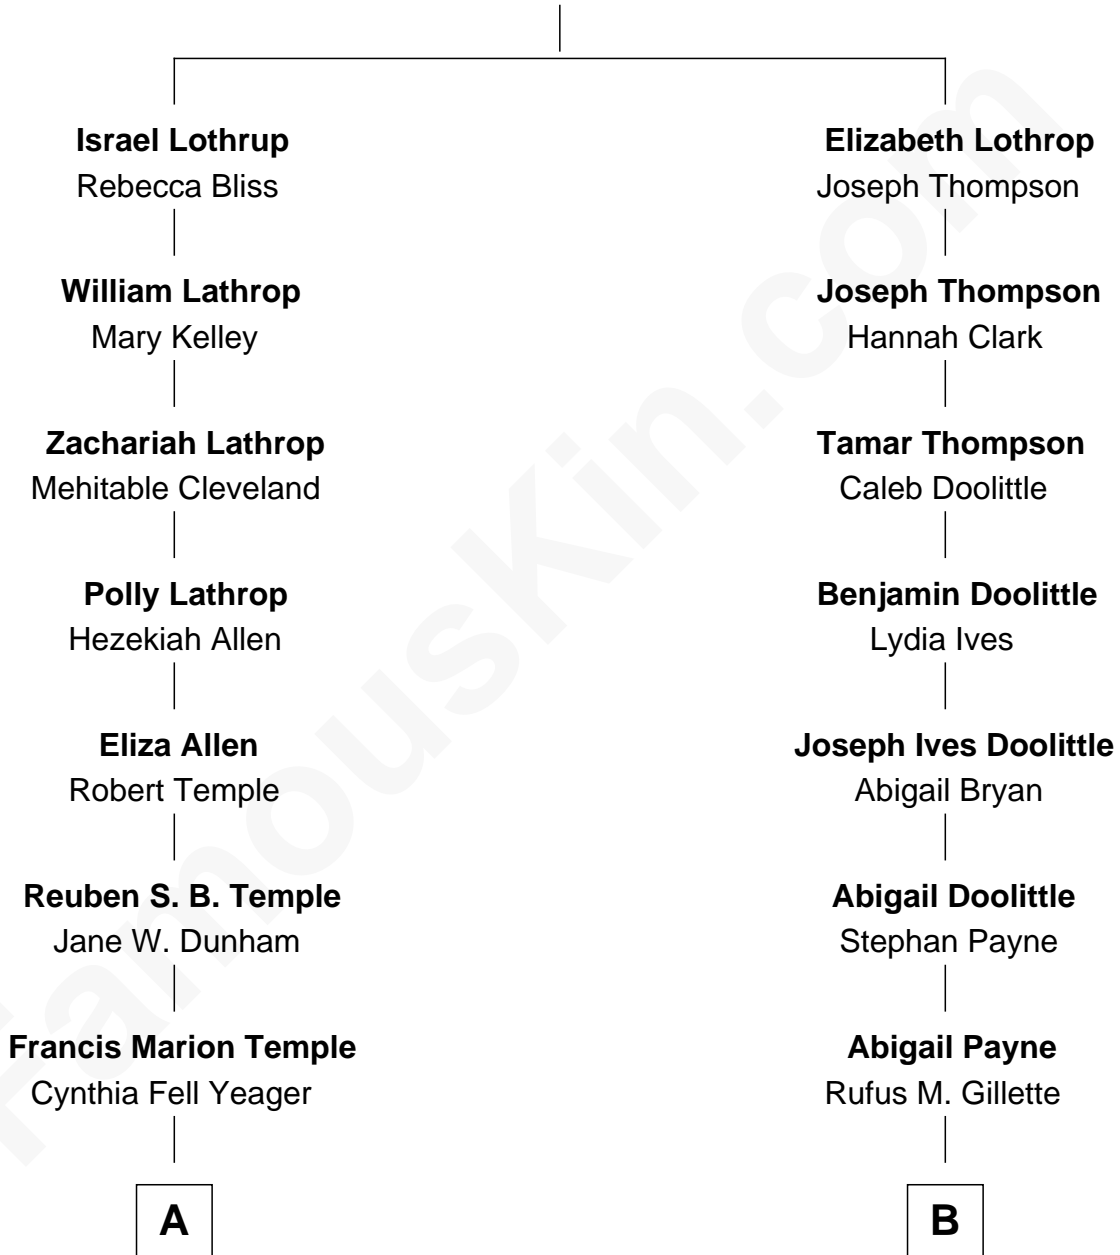 Israel Lothrup
Rebecca Bliss
William Lathrop
Mary Kelley
Zachariah Lathrop
Mehitable Cleveland
Polly Lathrop
Hezekiah Allen
Eliza Allen
Robert Temple
Reuben S. B. Temple
Jane W. Dunham
Francis Marion Temple
Cynthia Fell Yeager
A
Elizabeth Lothrop
Joseph Thompson
Joseph Thompson
Hannah Clark
Tamar Thompson
Caleb Doolittle
Benjamin Doolittle
Lydia Ives
Joseph Ives Doolittle
Abigail Bryan
Abigail Doolittle
Stephan Payne
Abigail Payne
Rufus M. Gillette
B
FamousKin.com